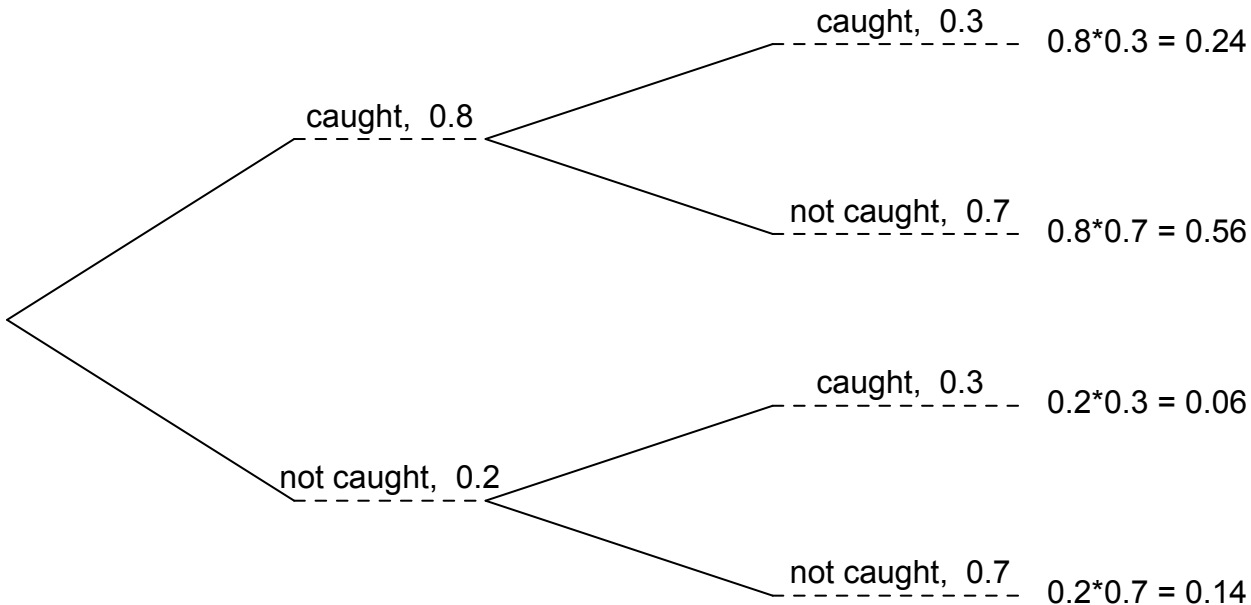 caught, 0.3
0.8*0.3 = 0.24
caught, 0.8
not caught, 0.7
0.8*0.7 = 0.56
caught, 0.3
0.2*0.3 = 0.06
not caught, 0.2
not caught, 0.7
0.2*0.7 = 0.14